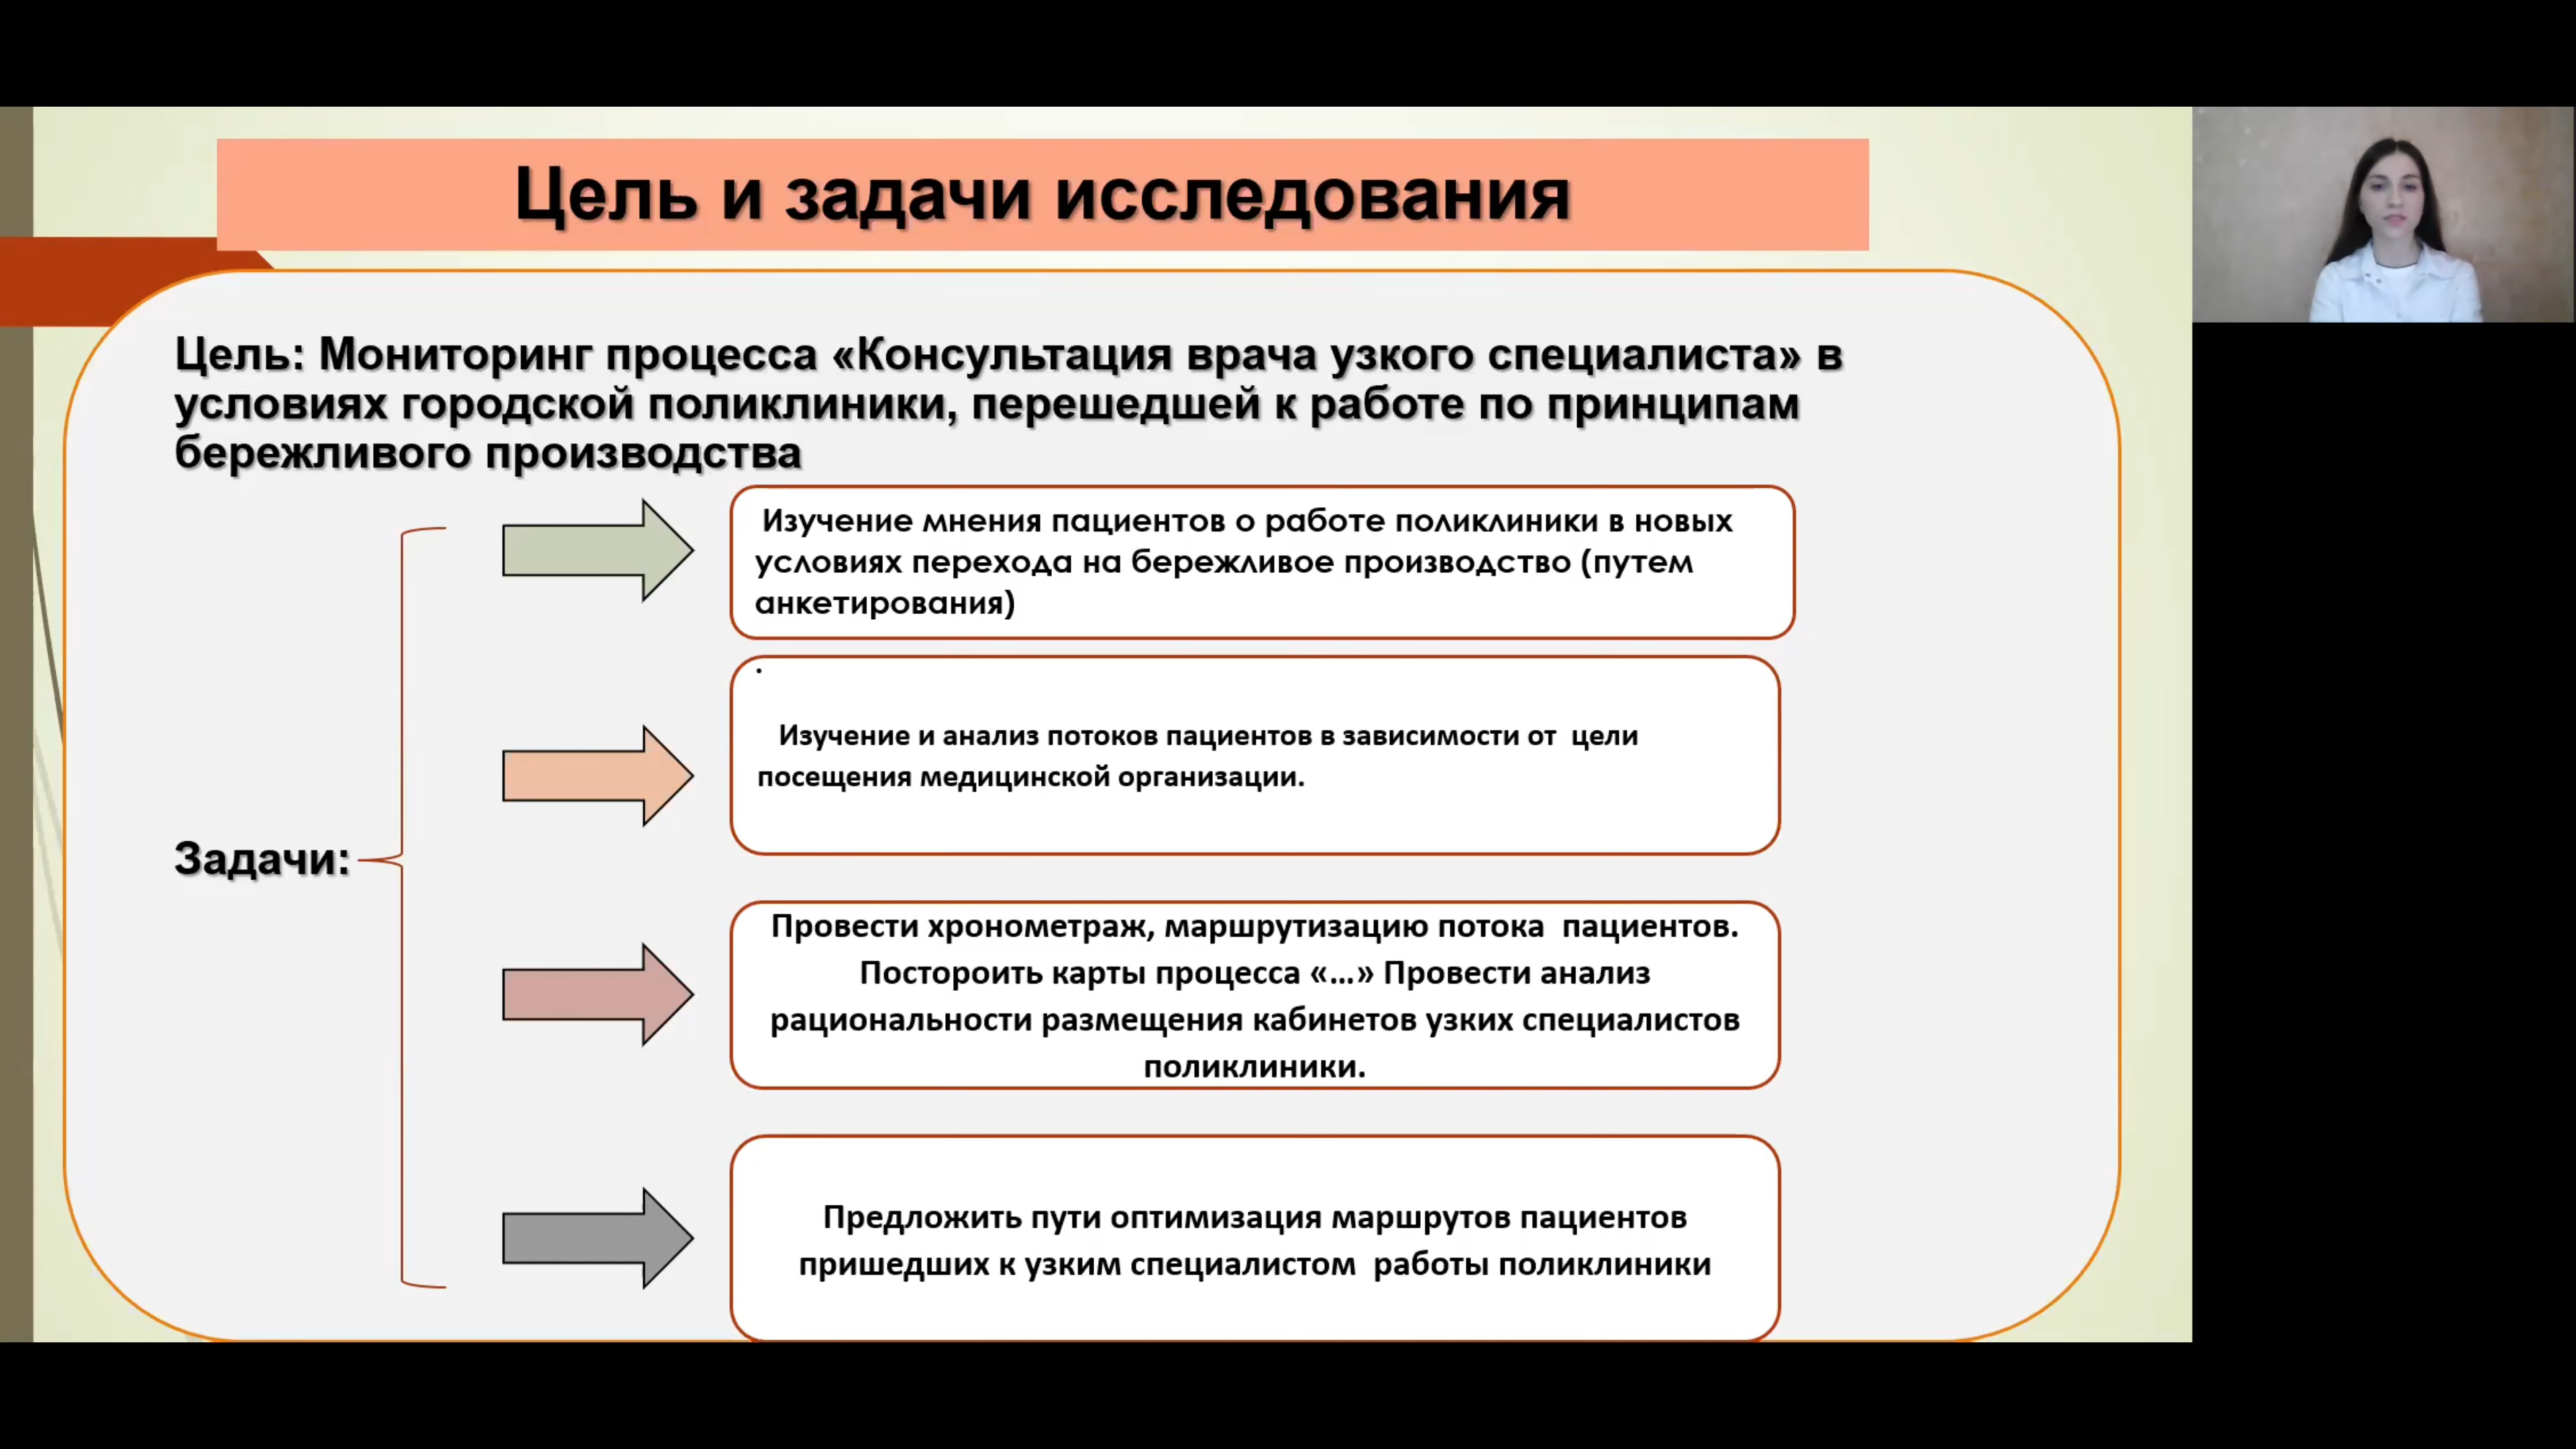 Цель и задачи исследования
Цель: Мониторинг процесса «Консультация врача узкого специалиста» в
условиях городской поликлиники, перешедшей к работе по принципам
бережливого производства
Изучение мнения пациентов о работе поликлиники в новых
условиях перехода на бережливое производство (путем
анкетирования)
.
Изучение и анализ потоков пациентов в зависимости от цели
посещения медицинской организации.
Задачи:
Провести хронометраж, маршрутизацию потока пациентов.
Постороить карты процесса «...» Провести анализ
рациональности размещения кабинетов узких специалистов
поликлиники.
Предложить пути оптимизация маршрутов пациентов
пришедших к узким специалистом работы поликлиники